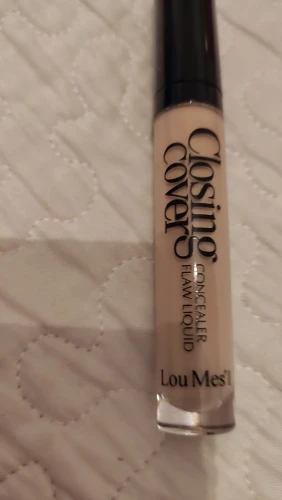 Closing
cover
CONCEALER
FLAW LIQUID
Lou Mes'l